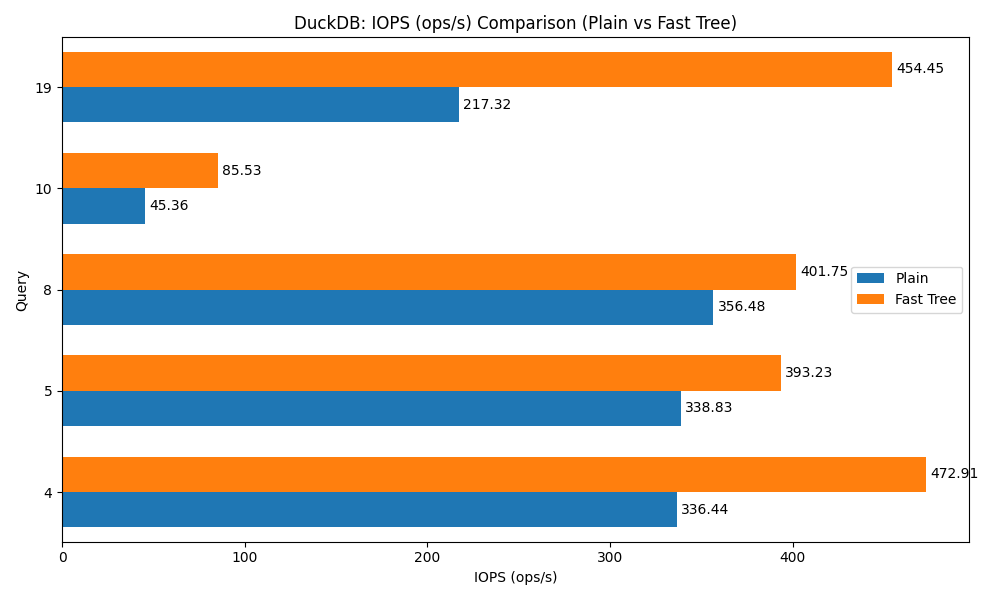 DuckDB: IOPS (ops/s) Comparison (Plain vs Fast Tree)
19
454.45
217.32
10
85.53
45.36
8
401.75
356.48
5
393.23
338.83
4
472.91
336.44
Query
Plain
Fast Tree
0 100 200 300 400
IOPS (ops/s)